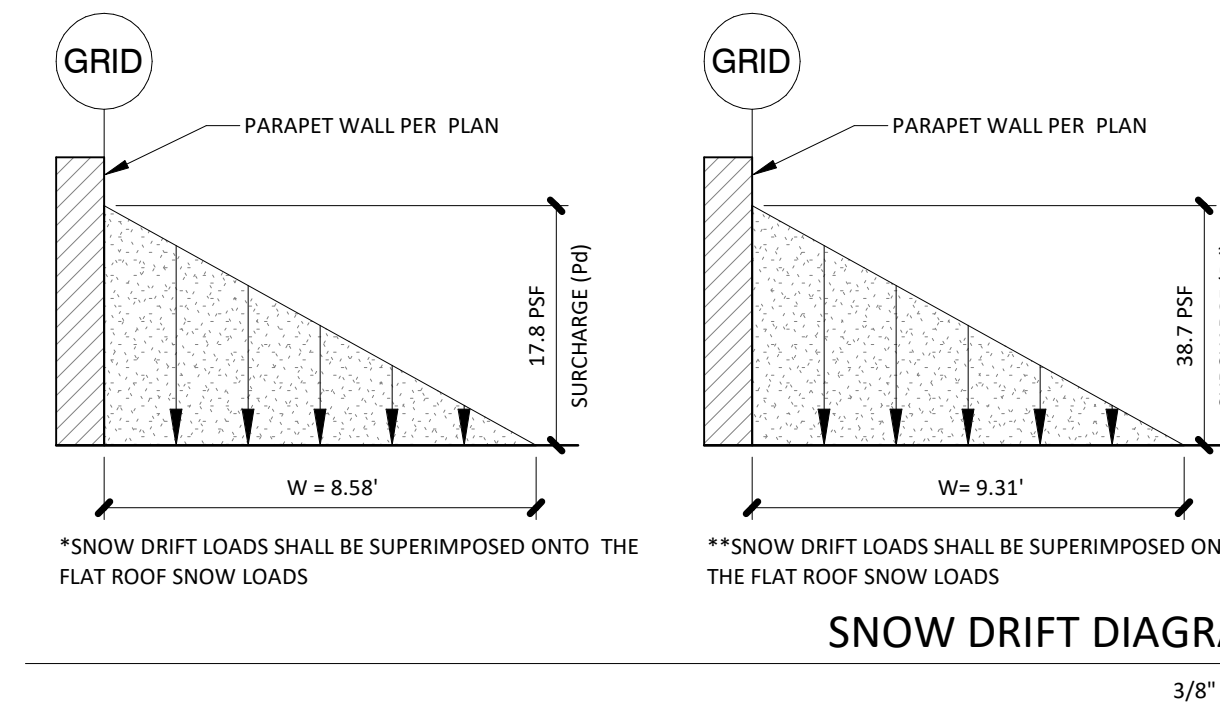 GRID
PARAPET WALL PER PLAN
17.8 PSF
SURCHARGE (Pd)
W = 8.58'
*SNOW DRIFT LOADS SHALL BE SUPERIMPOSED ONTO THE
FLAT ROOF SNOW LOADS
GRID
PARAPET WALL PER PLAN
38.7 PSF
W= 9.31'
**SNOW DRIFT LOADS SHALL BE SUPERIMPOSED ON
THE FLAT ROOF SNOW LOADS
SNOW DRIFT DIAGRA
3/8"